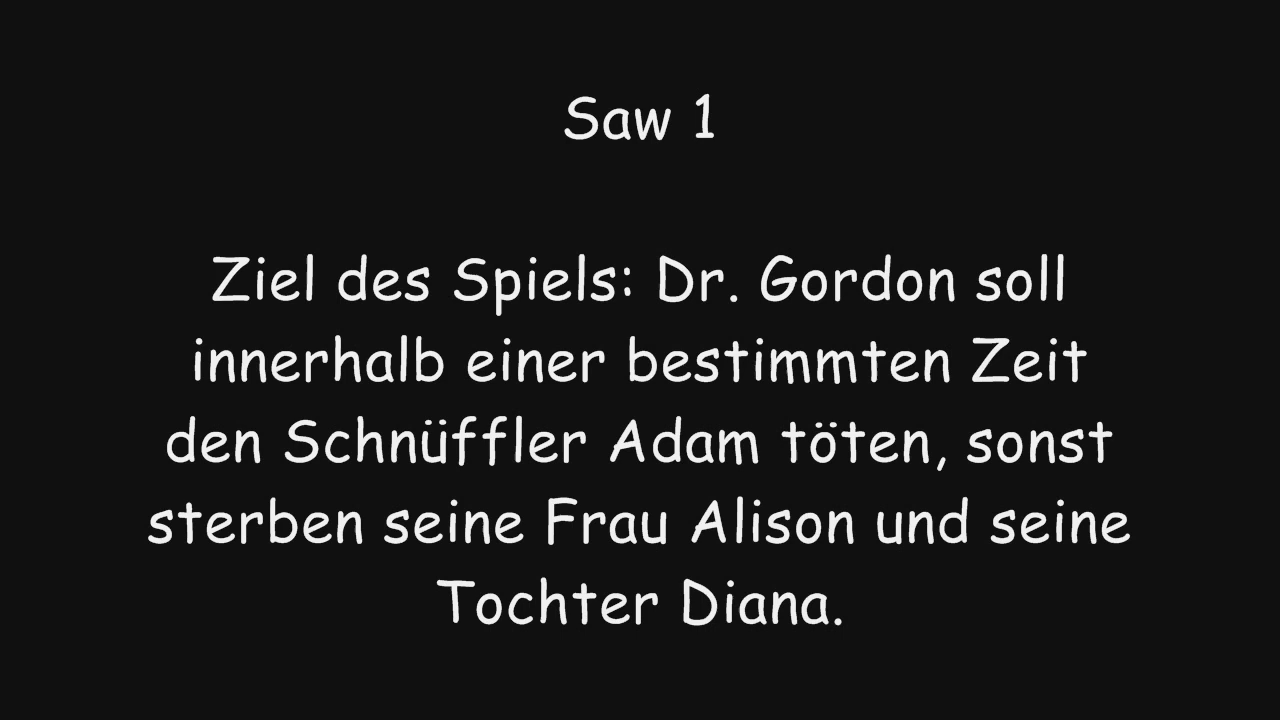 Saw 1
Ziel des Spiels: Dr. Gordon soll
innerhalb einer bestimmten Zeit
den Schnüffler Adam töten, sonst
sterben seine Frau Alison und seine
Tochter Diana.